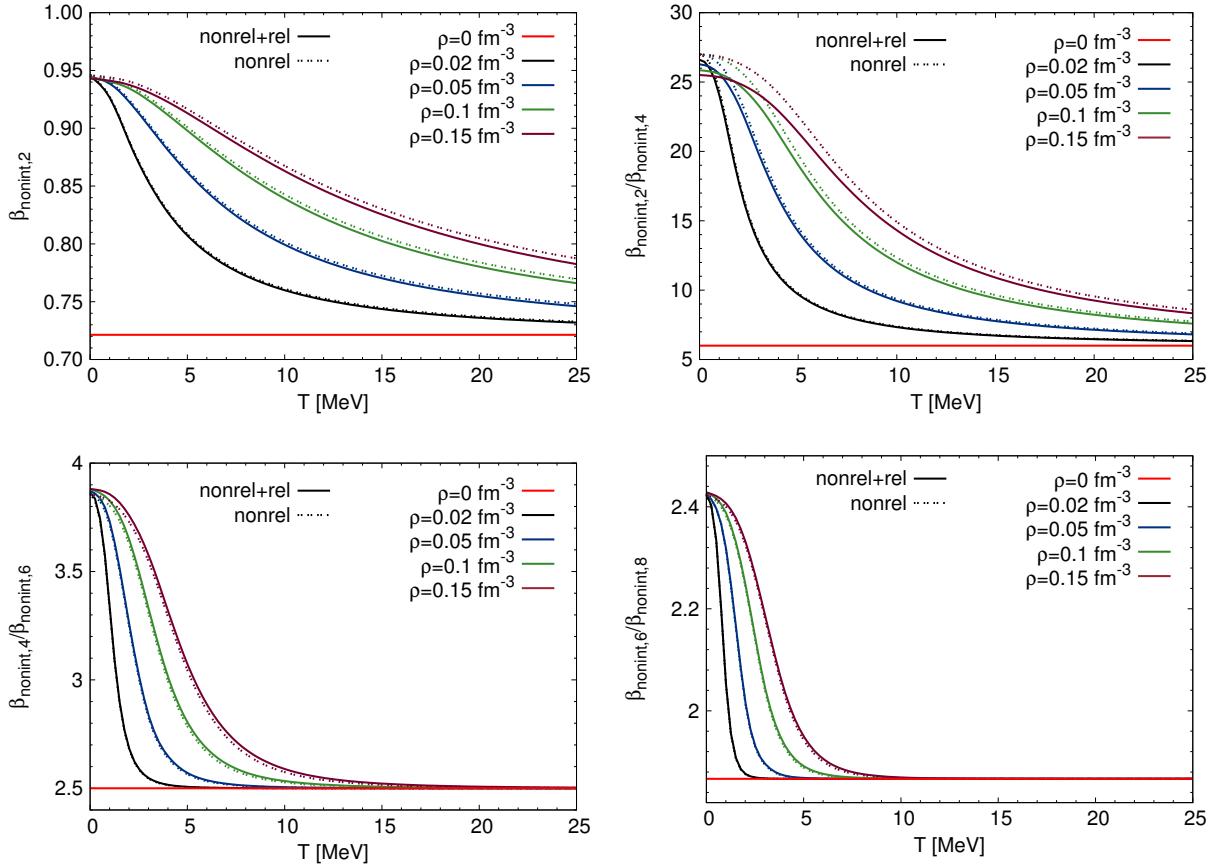 β_nonint,2
1.00
0.95
0.90
0.85
0.80
0.75
0.70
0 5 10 15 20 25
T [MeV]
nonrel+rel
nonrel
ρ=0 fm⁻³
ρ=0.02 fm⁻³
ρ=0.05 fm⁻³
ρ=0.1 fm⁻³
ρ=0.15 fm⁻³
β_nonint,2/β_nonint,4
30
25
20
15
10
5
0 5 10 15 20 25
T [MeV]
nonrel+rel
nonrel
ρ=0 fm⁻³
ρ=0.02 fm⁻³
ρ=0.05 fm⁻³
ρ=0.1 fm⁻³
ρ=0.15 fm⁻³
β_nonint,4/β_nonint,6
4
3.5
3
2.5
0 5 10 15 20 25
T [MeV]
nonrel+rel
nonrel
ρ=0 fm⁻³
ρ=0.02 fm⁻³
ρ=0.05 fm⁻³
ρ=0.1 fm⁻³
ρ=0.15 fm⁻³
β_nonint,6/β_nonint,8
2.4
2.2
2
0 5 10 15 20 25
T [MeV]
nonrel+rel
nonrel
ρ=0 fm⁻³
ρ=0.02 fm⁻³
ρ=0.05 fm⁻³
ρ=0.1 fm⁻³
ρ=0.15 fm⁻³